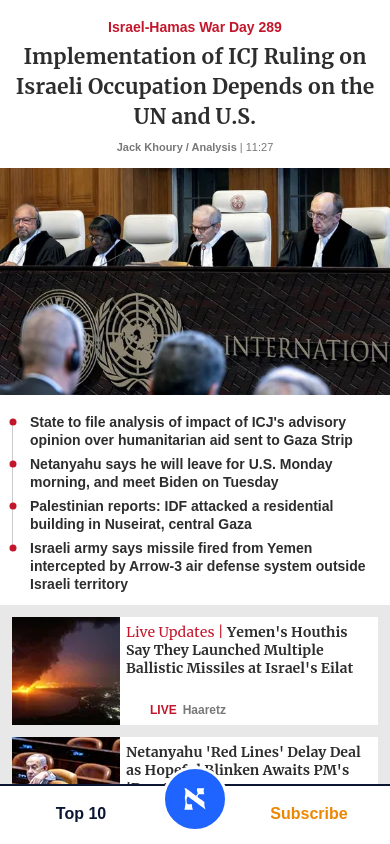 Israel-Hamas War Day 289
Implementation of ICJ Ruling on
Israeli Occupation Depends on the
UN and U.S.
Jack Khoury / Analysis | 11:27
INTERNATION
State to file analysis of impact of ICJ's advisory
opinion over humanitarian aid sent to Gaza Strip
Netanyahu says he will leave for U.S. Monday
morning, and meet Biden on Tuesday
Palestinian reports: IDF attacked a residential
building in Nuseirat, central Gaza
Israeli army says missile fired from Yemen
intercepted by Arrow-3 air defense system outside
Israeli territory
Live Updates | Yemen's Houthis
Say They Launched Multiple
Ballistic Missiles at Israel's Eilat
LIVE Haaretz
Netanyahu 'Red Lines' Delay Deal
as Blinken Awaits PM's
Top 10
Subscribe